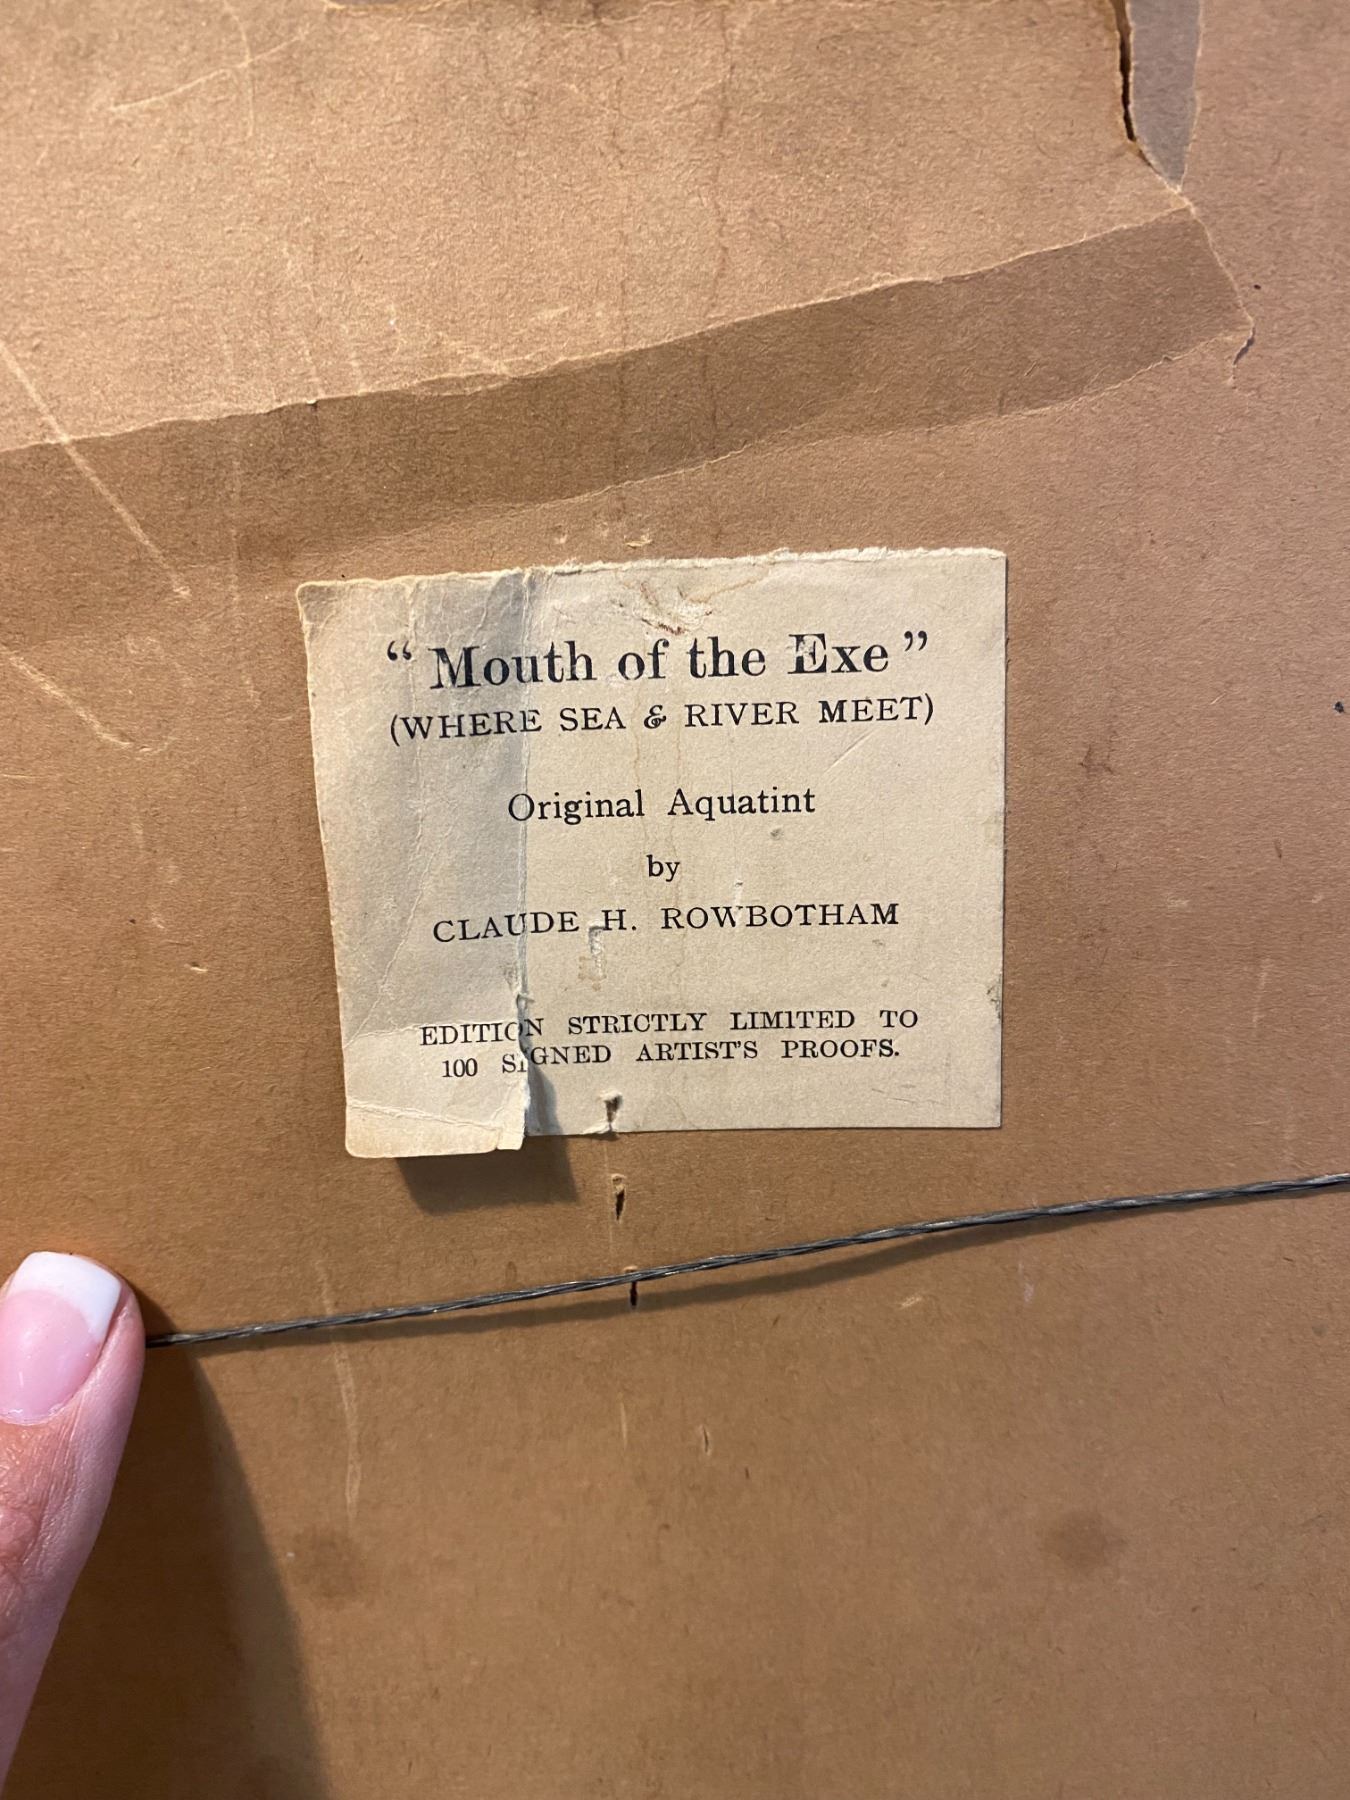 “ Mouth of the Exe ”
(WHERE SEA & RIVER MEET)
Original Aquatint
by
CLAUDE H. ROWBOTHAM
EDITION STRICTLY LIMITED TO
100 SIGNED ARTIST'S PROOFS.